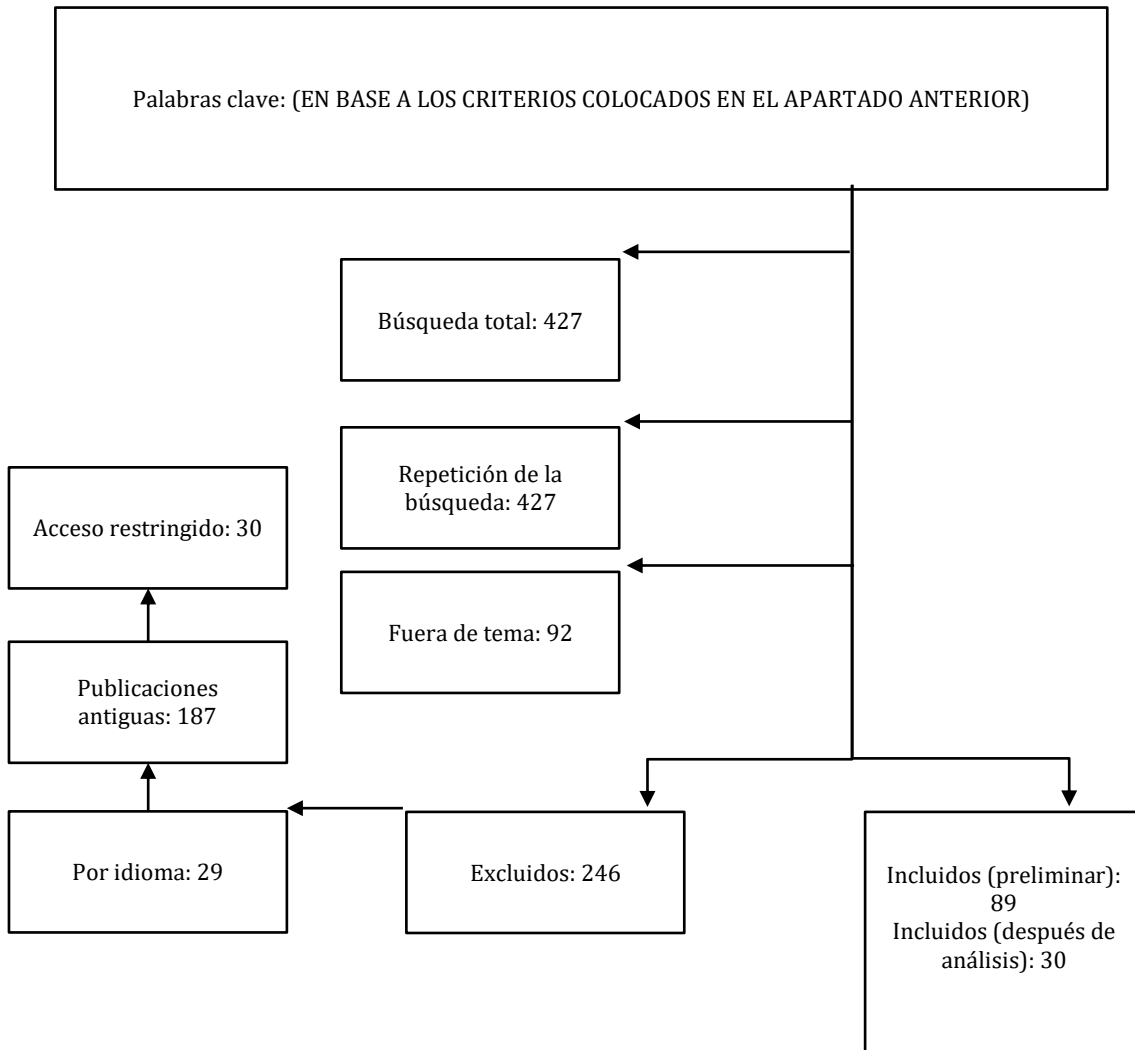 Palabras clave: (EN BASE A LOS CRITERIOS COLOCADOS EN EL APARTADO ANTERIOR)
Búsqueda total: 427
Repetición de la
búsqueda: 427
Acceso restringido: 30
Fuera de tema: 92
Publicaciones
antiguas: 187
Por idioma: 29
Excluidos: 246
Incluidos (preliminar):
89
Incluidos (después de
análisis): 30